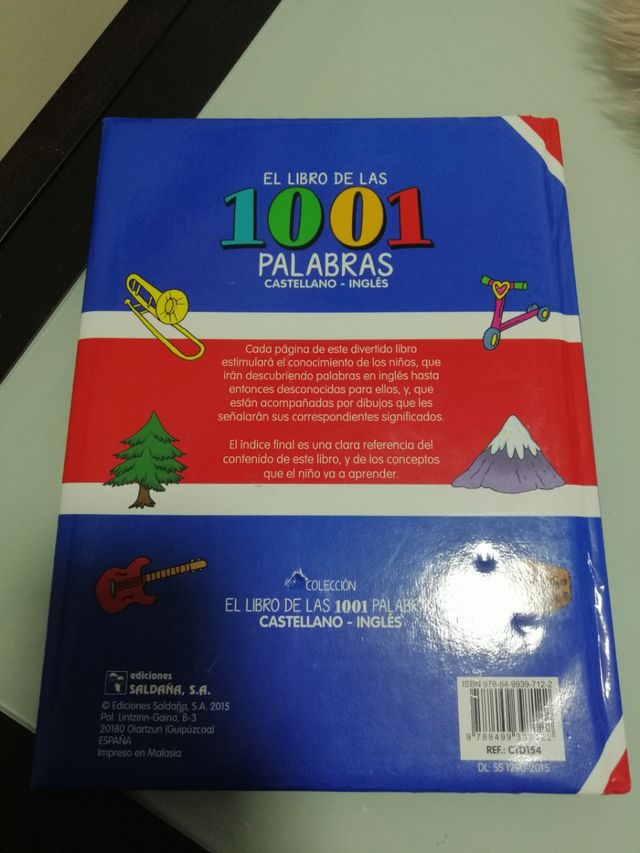 EL LIBRO DE LAS
1001
PALABRAS
CASTELLANO - INGLÉS
Cada página de este divertido libro
estimulará el conocimiento de los niños, que
irán descubriendo palabras en inglés hasta
entonces desconocidas para ellos, y, que
están acompañadas por dibujos que les
señalarán sus correspondientes significados.
El índice final es una clara referencia del
contenido de este libro, y de los conceptos
que el niño va a aprender.
COLECCIÓN
EL LIBRO DE LAS 1001
CASTELLANO - INGLÉS
ediciones
SALDAÑA, S.A.
© Ediciones Saldaña, S.A. 2015
Pol. Lintzirin-Gaina, B-3
20180 Oiartzun (Guipúzcoa)
ESPAÑA
Impreso en Malasia
ISBN 978-84-9939-712-2
REF.: CTD154